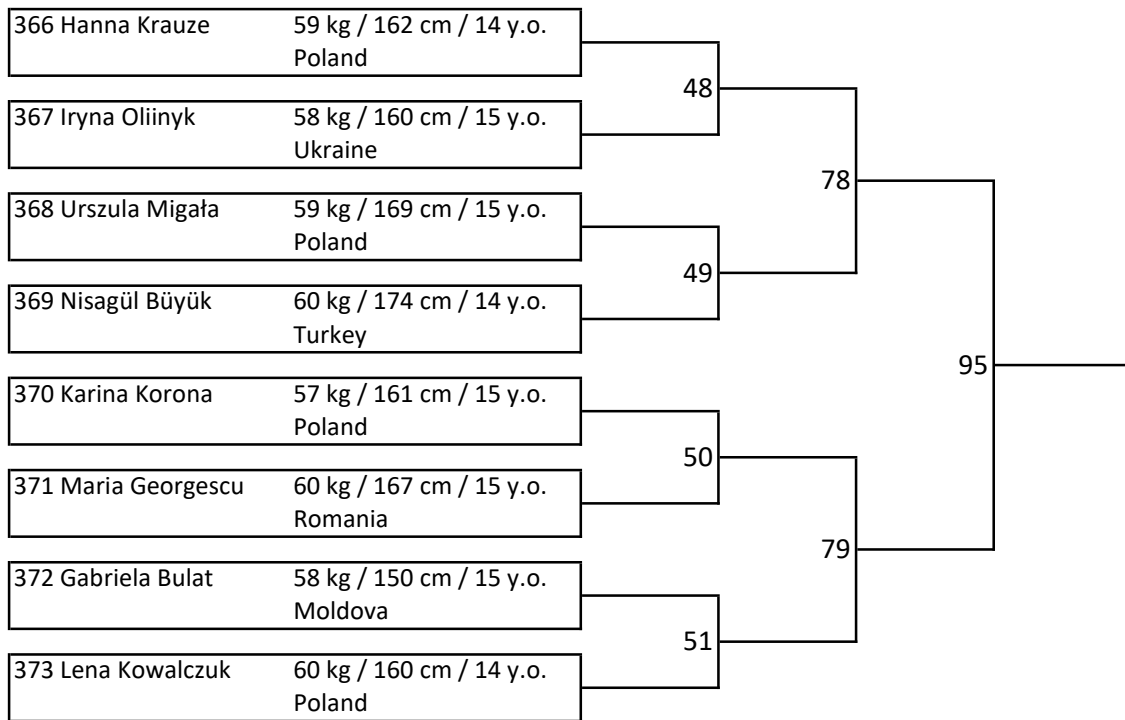 366 Hanna Krauze 59 kg / 162 cm / 14 y.o.
Poland
48
367 Iryna Oliinyk 58 kg / 160 cm / 15 y.o.
Ukraine
78
368 Urszula Migała 59 kg / 169 cm / 15 y.o.
Poland
49
369 Nisagül Büyük 60 kg / 174 cm / 14 y.o.
Turkey
95
370 Karina Korona 57 kg / 161 cm / 15 y.o.
Poland
50
371 Maria Georgescu 60 kg / 167 cm / 15 y.o.
Romania
79
372 Gabriela Bulat 58 kg / 150 cm / 15 y.o.
Moldova
51
373 Lena Kowalczuk 60 kg / 160 cm / 14 y.o.
Poland